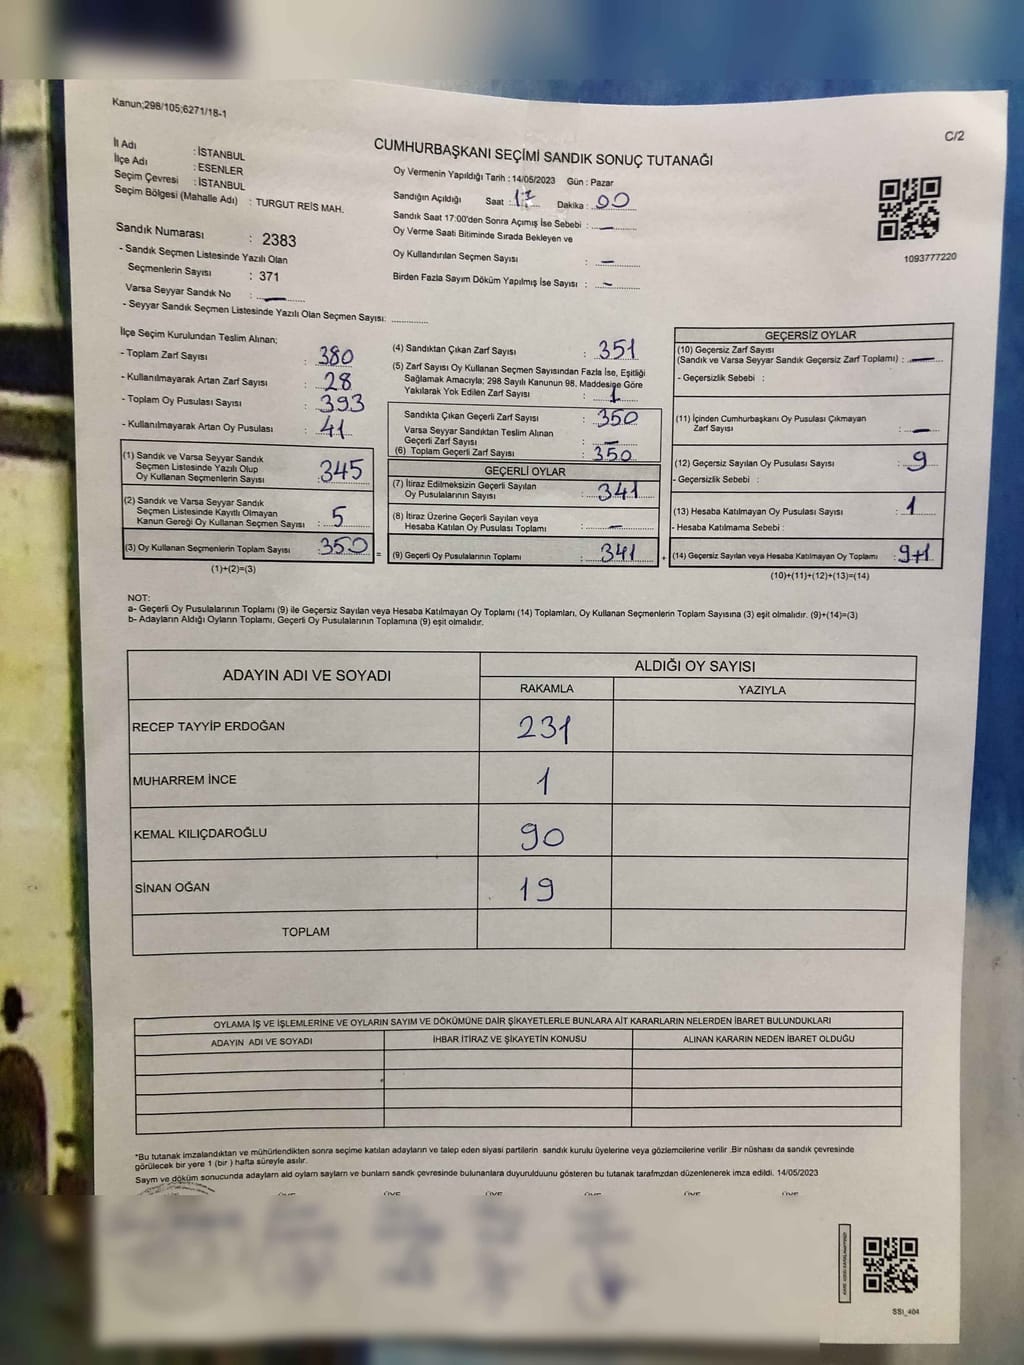 Kanun;298/105;6271/18-1
C/2
İl Adı : İSTANBUL
İlçe Adı : ESENLER
Seçim Çevresi : İSTANBUL
Seçim Bölgesi (Mahalle Adı) : TURGUT REİS MAH.
Sandık Numarası : 2383
- Sandık Seçmen Listesinde Yazılı Olan
Seçmenlerin Sayısı : 371
Varsa Seyyar Sandık No : —
- Seyyar Sandık Seçmen Listesinde Yazılı Olan Seçmen Sayısı:
CUMHURBAŞKANI SEÇİMİ SANDIK SONUÇ TUTANAĞI
Oy Vermenin Yapıldığı Tarih : 14/05/2023 Gün : Pazar
Sandığın Açıldığı Saat : 17 Dakika : 00
Sandık Saat 17:00'den Sonra Açımış İse Sebebi : —
Oy Verme Saati Bitiminde Sırada Bekleyen ve
Oy Kullandırılan Seçmen Sayısı : —
Birden Fazla Sayım Döküm Yapılmış İse Sayısı : —
1093777220
İlçe Seçim Kurulundan Teslim Alınan;
- Toplam Zarf Sayısı : 380
- Kullanılmayarak Artan Zarf Sayısı : 28
- Toplam Oy Pusulası Sayısı : 393
- Kullanılmayarak Artan Oy Pusulası : 41
(1) Sandık ve Varsa Seyyar Sandık
Seçmen Listesinde Yazılı Olup
Oy Kullanan Seçmenlerin Sayısı : 345
(2) Sandık ve Varsa Seyyar Sandık
Seçmen Listesinde Kayıtlı Olmayan
Kanun Gereği Oy Kullanan Seçmen Sayısı : 5
(3) Oy Kullanan Seçmenlerin Toplam Sayısı : 350 =
(1)+(2)=(3)
(4) Sandıktan Çıkan Zarf Sayısı : 351
(5) Zarf Sayısı Oy Kullanan Seçmen Sayısından Fazla İse, Eşitliği
Sağlamak Amacıyla; 298 Sayılı Kanunun 98. Maddesine Göre
Yakılarak Yok Edilen Zarf Sayısı : 1
Sandıkta Çıkan Geçerli Zarf Sayısı : 350
Varsa Seyyar Sandıktan Teslim Alınan
Geçerli Zarf Sayısı : —
(6) Toplam Geçerli Zarf Sayısı : 350
GEÇERLİ OYLAR
(7) İtiraz Edilmeksizin Geçerli Sayılan
Oy Pusulalarının Sayısı : 341
(8) İtiraz Üzerine Geçerli Sayılan veya
Hesaba Katılan Oy Pusulası Toplamı : —
(9) Geçerli Oy Pusulalarının Toplamı : 341 +
GEÇERSİZ OYLAR
(10) Geçersiz Zarf Sayısı
(Sandık ve Varsa Seyyar Sandık Geçersiz Zarf Toplamı) : —
- Geçersizlik Sebebi :
(11) İçinden Cumhurbaşkanı Oy Pusulası Çıkmayan
Zarf Sayısı : —
(12) Geçersiz Sayılan Oy Pusulası Sayısı : 9
- Geçersizlik Sebebi :
(13) Hesaba Katılmayan Oy Pusulası Sayısı : 1
- Hesaba Katılmama Sebebi :
(14) Geçersiz Sayılan veya Hesaba Katılmayan Oy Toplamı : 9+1
(10)+(11)+(12)+(13)=(14)
NOT:
a- Geçerli Oy Pusulalarının Toplamı (9) ile Geçersiz Sayılan veya Hesaba Katılmayan Oy Toplamı (14) Toplamları, Oy Kullanan Seçmenlerin Toplam Sayısına (3) eşit olmalıdır. (9)+(14)=(3)
b- Adayların Aldığı Oyların Toplamı, Geçerli Oy Pusulalarının Toplamına (9) eşit olmalıdır.
ADAYIN ADI VE SOYADI
ALDIĞI OY SAYISI
RAKAMLA YAZIYLA
RECEP TAYYİP ERDOĞAN 231
MUHARREM İNCE 1
KEMAL KILIÇDAROĞLU 90
SİNAN OĞAN 19
TOPLAM
OYLAMA İŞ VE İŞLEMLERİNE VE OYLARIN SAYIM VE DÖKÜMÜNE DAİR ŞİKAYETLERLE BUNLARA AİT KARARLARIN NELERDEN İBARET BULUNDUKLARI
ADAYIN ADI VE SOYADI İHBAR İTİRAZ VE ŞİKAYETİN KONUSU ALINAN KARARIN NEDEN İBARET OLDUĞU
*Bu tutanak imzalandıktan ve mühürlendikten sonra seçime katılan adayların ve talep eden siyasi partilerin sandık kurulu üyelerine veya gözlemcilerine verilir .Bir nüshası da sandık çevresinde
görülecek bir yere 1 (bir ) hafta süreyle asılır.
Sayım ve döküm sonucunda adayların ald oyların sayların ve bunların sandk çevresinde bulunanlara duyurulduunu gösteren bu tutanak tarafmzdan düzenlenerek imza edildi. 14/05/2023
SSI_404